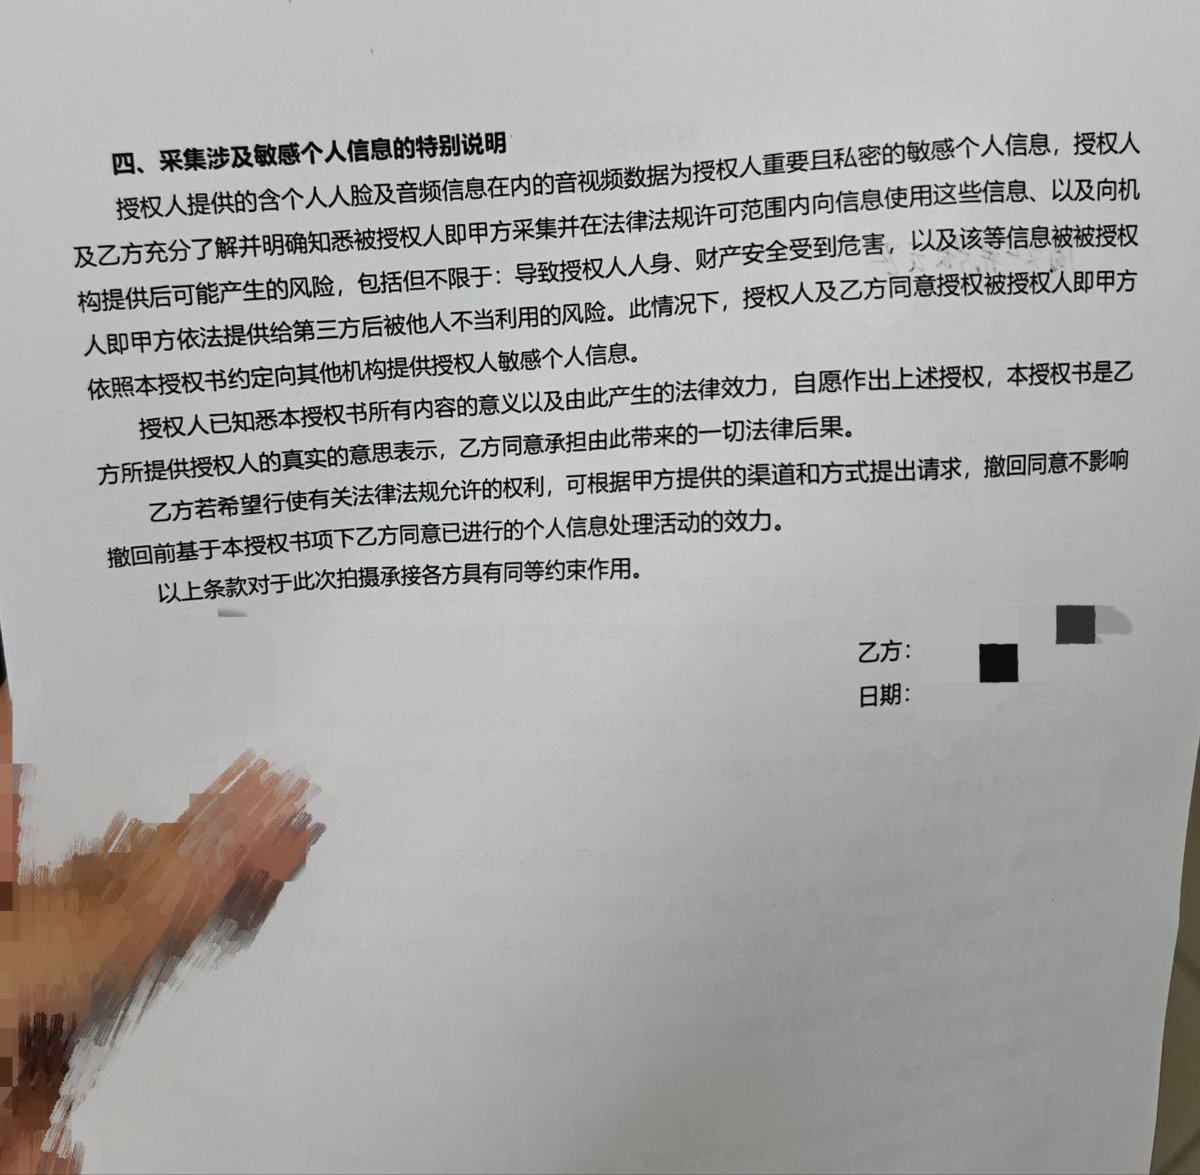 四、采集涉及敏感个人信息的特别说明
授权人提供的含个人人脸及音频信息在内的音视频数据为授权人重要且私密的敏感个人信息，授权人
及乙方充分了解并明确知悉被授权人即甲方采集并在法律法规许可范围内向信息使用这些信息、以及向机
构提供后可能产生的风险，包括但不限于：导致授权人人身、财产安全受到危害，以及该等信息被被授权
人即甲方依法提供给第三方后被他人不当利用的风险。此情况下，授权人及乙方同意授权被授权人即甲方
依照本授权书约定向其他机构提供授权人敏感个人信息。
授权人已知悉本授权书所有内容的意义以及由此产生的法律效力，自愿作出上述授权，本授权书是乙
方所提供授权人的真实的意思表示，乙方同意承担由此带来的一切法律后果。
乙方若希望行使有关法律法规允许的权利，可根据甲方提供的渠道和方式提出请求，撤回同意不影响
撤回前基于本授权书项下乙方同意已进行的个人信息处理活动的效力。
以上条款对于此次拍摄承接各方具有同等约束作用。
乙方：
日期：